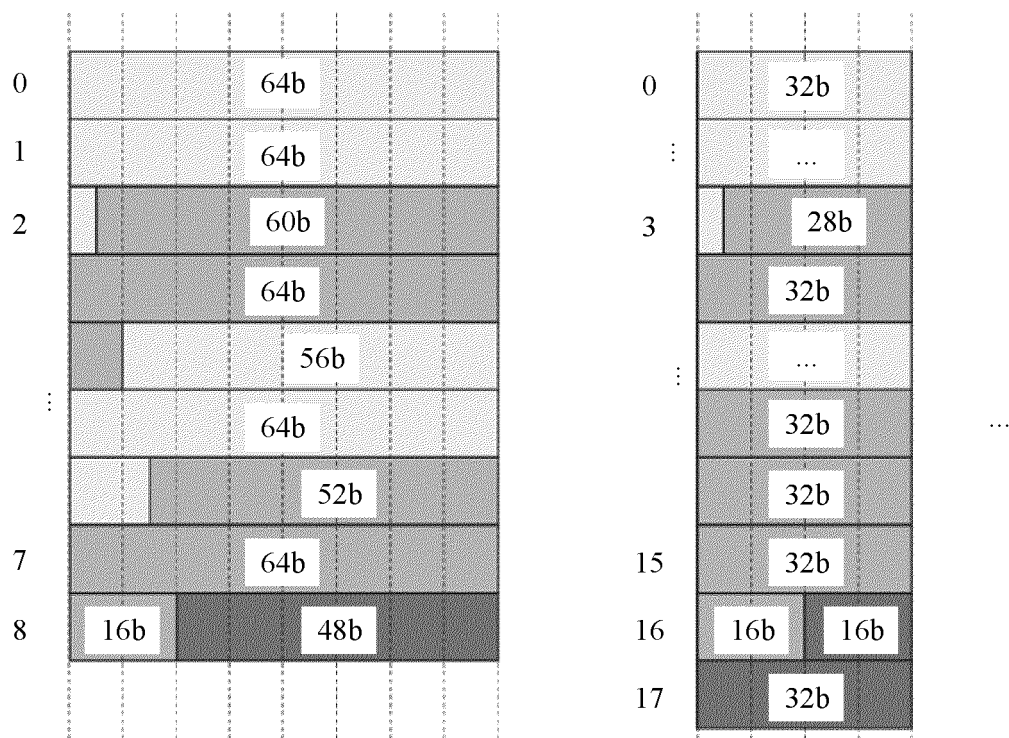 0 64b 0 32b
1 64b ⋮ ...
2 60b 3 28b
64b 32b
56b ⋮ ...
⋮ 64b 32b ...
52b 32b
7 64b 15 32b
8 16b 48b 16 16b 16b
17 32b